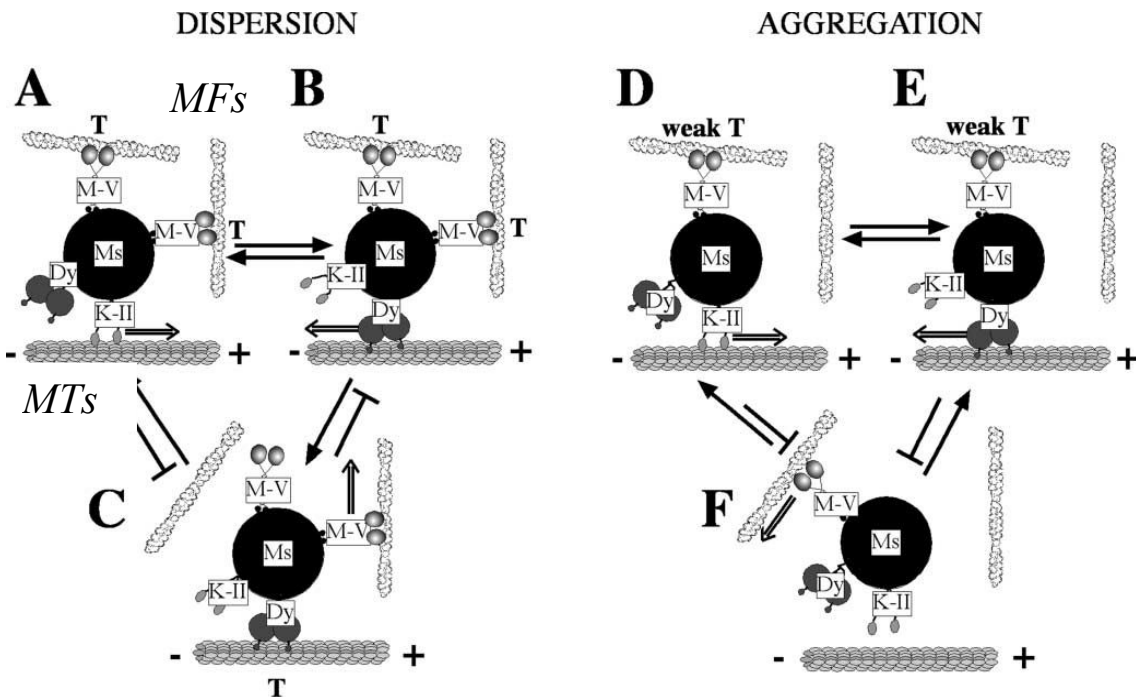 DISPERSION
AGGREGATION
A
MFs
B
D
E
T
T
weak T
weak T
M-V
M-V
M-V
M-V
M-V
T
M-V
T
Ms
Ms
Ms
Ms
Dy
K-II
Dy
K-II
K-II
Dy
K-II
Dy
-
+
-
+
-
+
-
+
MTs
C
M-V
M-V
Ms
K-II
Dy
-
+
T
F
M-V
Ms
Dy
K-II
-
+